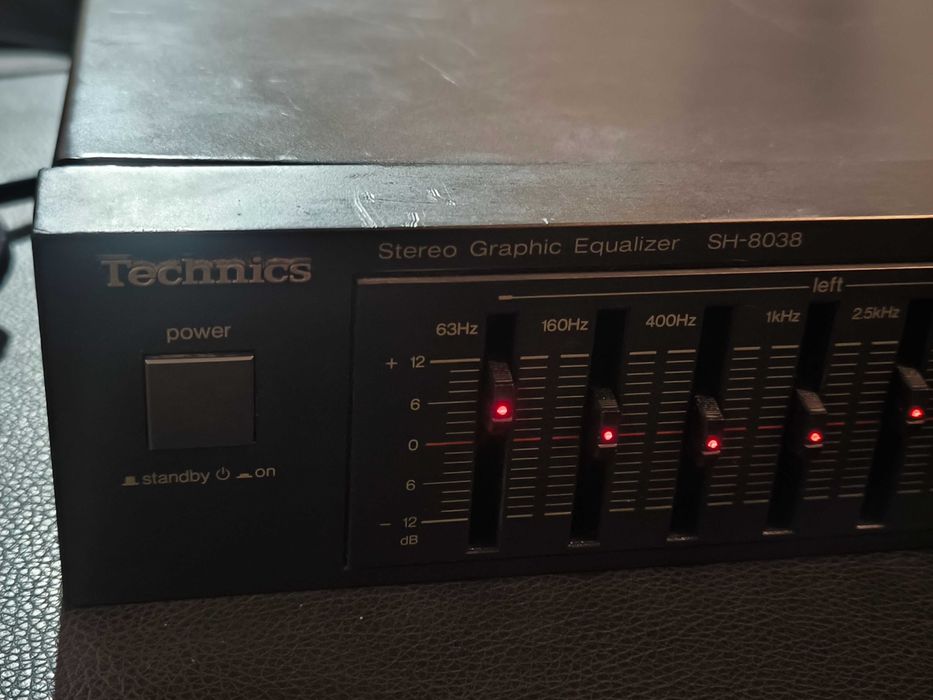 Technics
Stereo Graphic Equalizer SH-8038
left
power
63Hz 160Hz 400Hz 1kHz 2.5kHz
+ 12
6
0
6
− 12
dB
standby ⏻ on